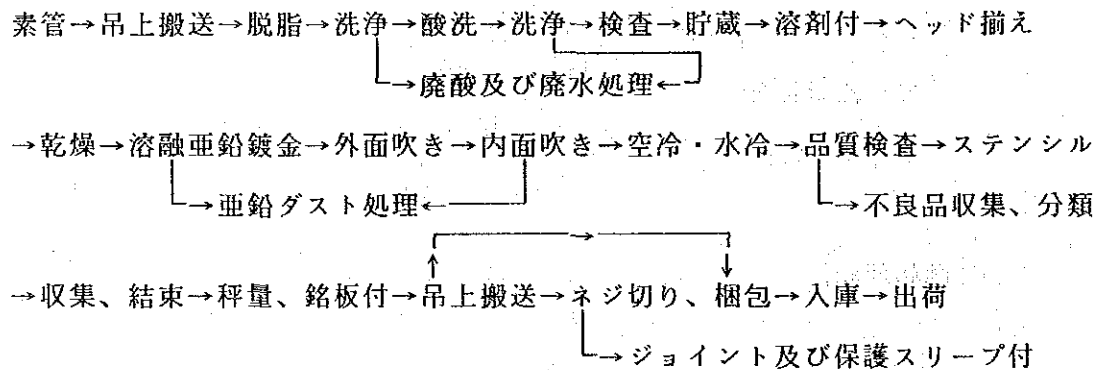 素管→吊上搬送→脱脂→洗浄→酸洗→洗浄→検査→貯蔵→溶剤付→ヘッド揃え
→廃酸及び廃水処理←
→乾燥→溶融亜鉛鍍金→外面吹き→内面吹き→空冷・水冷→品質検査→ステンシル
→亜鉛ダスト処理←
→不良品収集、分類
→収集、結束→秤量、銘板付→吊上搬送→ネジ切り、梱包→入庫→出荷
→ジョイント及び保護スリーブ付